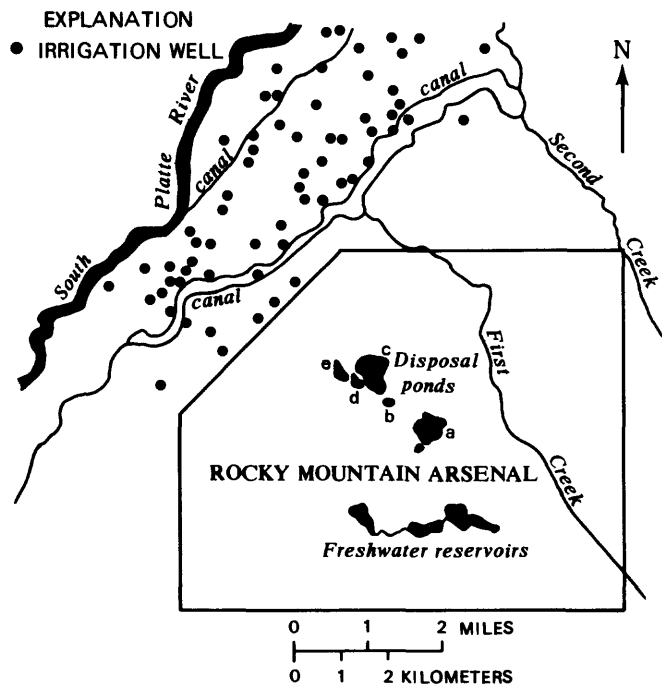 EXPLANATION
● IRRIGATION WELL
N
River
Platte
South
canal
canal
canal
Second
Creek
First
Creek
e
c
d
b
a
Disposal
ponds
ROCKY MOUNTAIN ARSENAL
Freshwater reservoirs
0 1 2 MILES
0 1 2 KILOMETERS